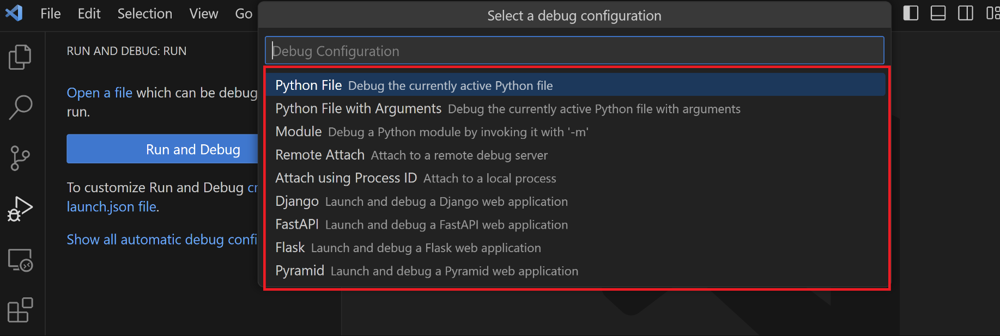 File Edit Selection View Go
Select a debug configuration
Debug Configuration
RUN AND DEBUG: RUN
Open a file which can be debug
run.
Run and Debug
To customize Run and Debug cr
launch.json file.
Show all automatic debug confi
Python File Debug the currently active Python file
Python File with Arguments Debug the currently active Python file with arguments
Module Debug a Python module by invoking it with '-m'
Remote Attach Attach to a remote debug server
Attach using Process ID Attach to a local process
Django Launch and debug a Django web application
FastAPI Launch and debug a FastAPI web application
Flask Launch and debug a Flask web application
Pyramid Launch and debug a Pyramid web application